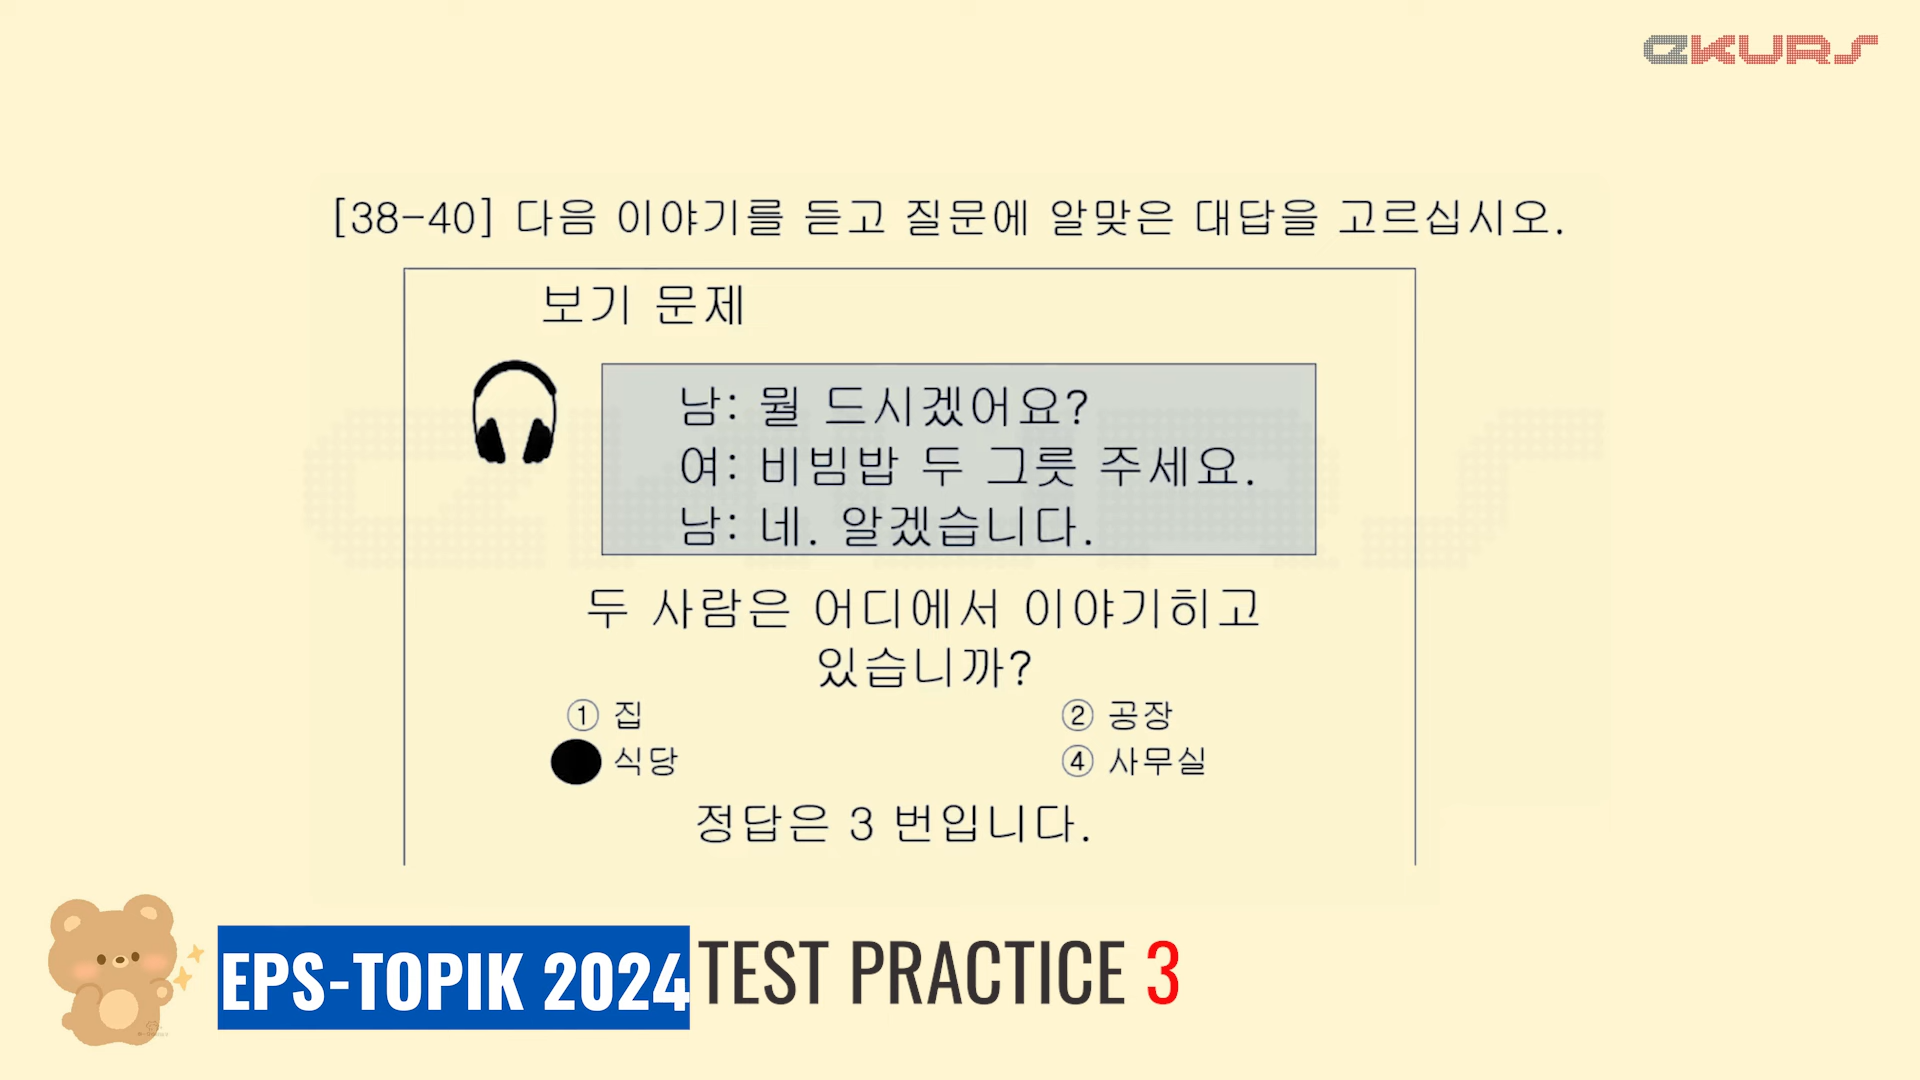 eKURS
[38-40] 다음 이야기를 듣고 질문에 알맞은 대답을 고르십시오.
보기 문제
남: 뭘 드시겠어요?
여: 비빔밥 두 그릇 주세요.
남: 네. 알겠습니다.
두 사람은 어디에서 이야기히고
있습니까?
① 집 ② 공장
식당 ④ 사무실
정답은 3 번입니다.
EPS-TOPIK 2024 TEST PRACTICE 3